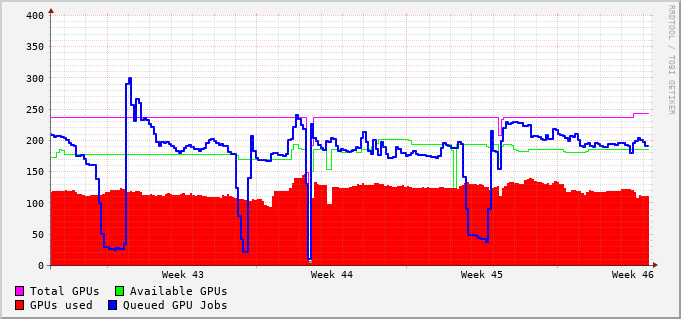 400
350
300
250
200
150
100
50
0
Week 43 Week 44 Week 45 Week 46
Total GPUs Available GPUs
GPUs used Queued GPU Jobs
RRDTOOL / TOBI OETIKER